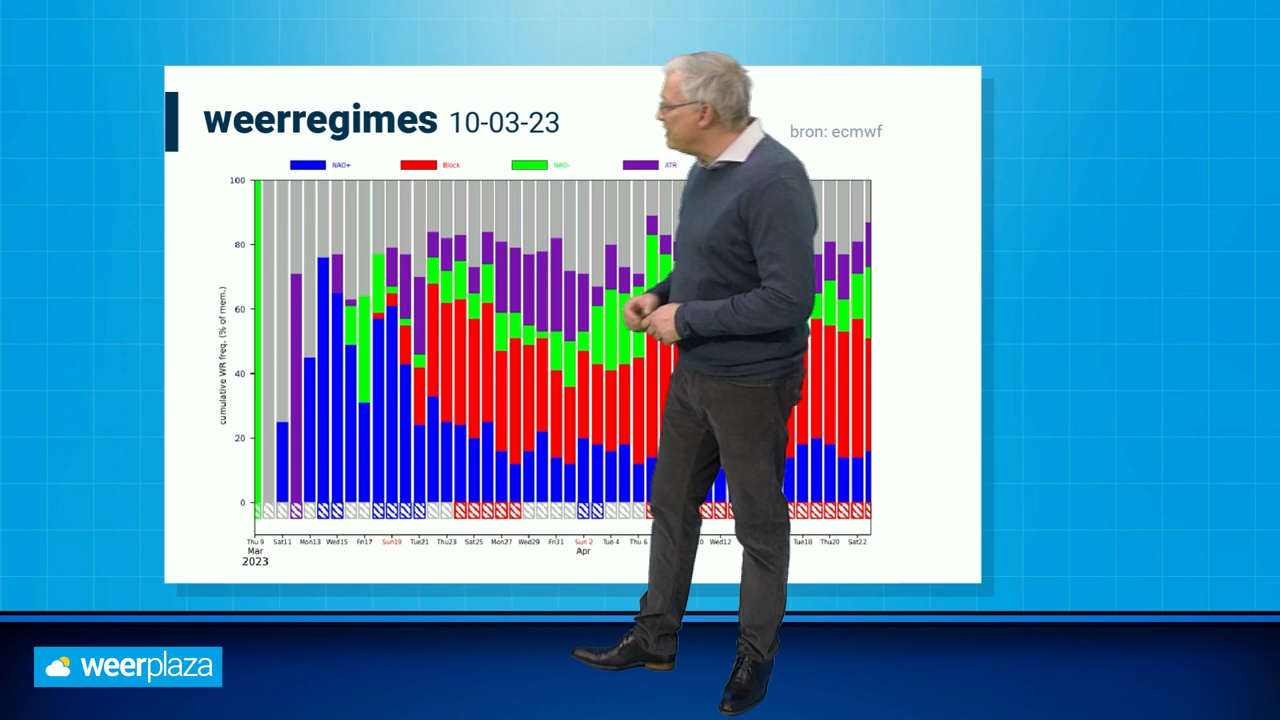 weerregimes 10-03-23
bron: ecmwf
NAO+ Block NAO- ATR
100
80
60
40
20
0
cumulative WR freq. (% of mem.)
Thu 9 Sat11 Mon13 Wed15 Fri17 Sun19 Tue21 Thu23 Sat25 Mon27 Wed29 Fri31 Sun 2 Tue 4 Thu 6 0 Wed12 Tue18 Thu20 Sat22
Mar Apr
2023
weerplaza